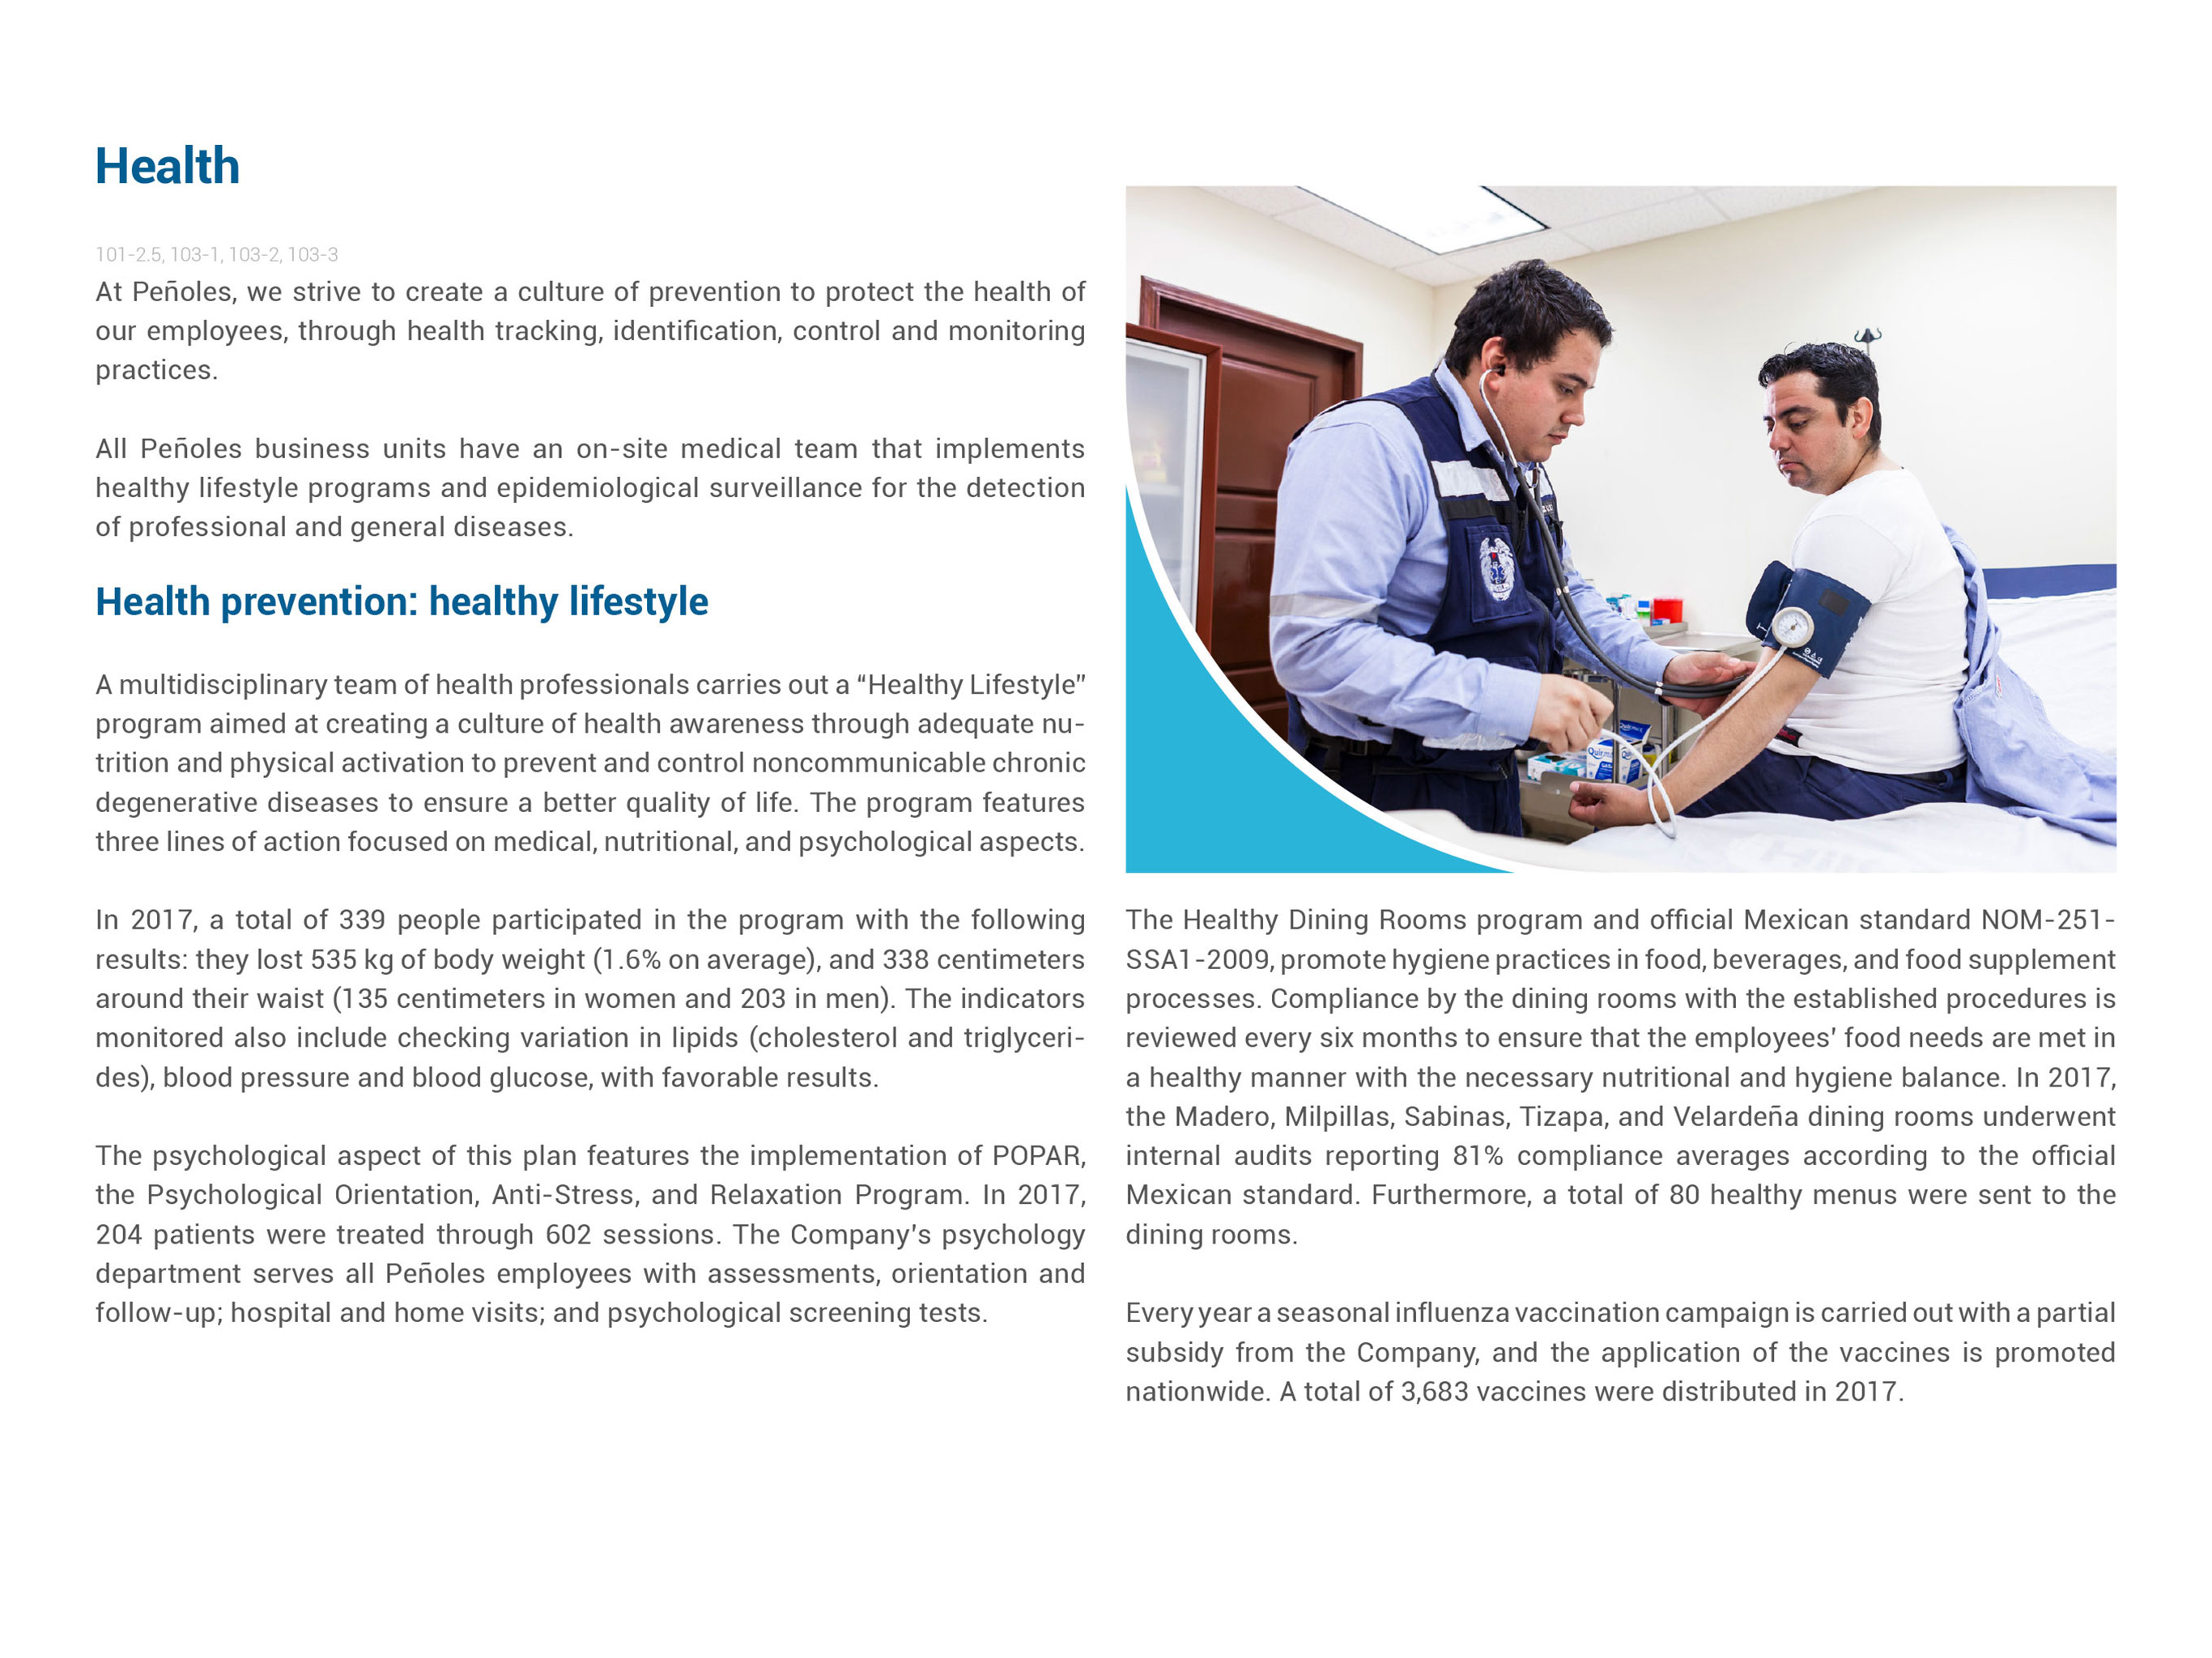 Health
101-2.5, 103-1, 103-2, 103-3
At Peñoles, we strive to create a culture of prevention to protect the health of
our employees, through health tracking, identification, control and monitoring
practices.
All Peñoles business units have an on-site medical team that implements
healthy lifestyle programs and epidemiological surveillance for the detection
of professional and general diseases.
Health prevention: healthy lifestyle
A multidisciplinary team of health professionals carries out a “Healthy Lifestyle”
program aimed at creating a culture of health awareness through adequate nu-
trition and physical activation to prevent and control noncommunicable chronic
degenerative diseases to ensure a better quality of life. The program features
three lines of action focused on medical, nutritional, and psychological aspects.
In 2017, a total of 339 people participated in the program with the following
results: they lost 535 kg of body weight (1.6% on average), and 338 centimeters
around their waist (135 centimeters in women and 203 in men). The indicators
monitored also include checking variation in lipids (cholesterol and triglyceri-
des), blood pressure and blood glucose, with favorable results.
The psychological aspect of this plan features the implementation of POPAR,
the Psychological Orientation, Anti-Stress, and Relaxation Program. In 2017,
204 patients were treated through 602 sessions. The Company's psychology
department serves all Peñoles employees with assessments, orientation and
follow-up; hospital and home visits; and psychological screening tests.
The Healthy Dining Rooms program and official Mexican standard NOM-251-
SSA1-2009, promote hygiene practices in food, beverages, and food supplement
processes. Compliance by the dining rooms with the established procedures is
reviewed every six months to ensure that the employees' food needs are met in
a healthy manner with the necessary nutritional and hygiene balance. In 2017,
the Madero, Milpillas, Sabinas, Tizapa, and Velardeña dining rooms underwent
internal audits reporting 81% compliance averages according to the official
Mexican standard. Furthermore, a total of 80 healthy menus were sent to the
dining rooms.
Every year a seasonal influenza vaccination campaign is carried out with a partial
subsidy from the Company, and the application of the vaccines is promoted
nationwide. A total of 3,683 vaccines were distributed in 2017.